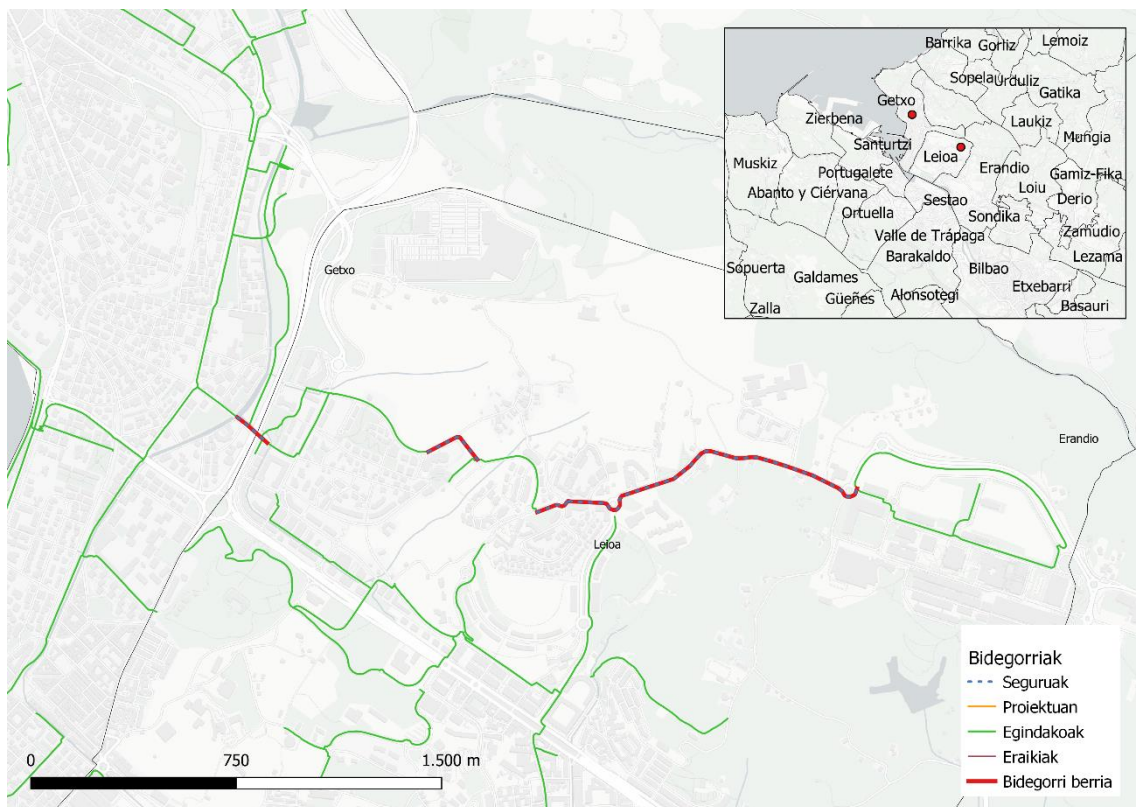 Barrika Gorliz Lemoiz
Sopela Urduliz
Getxo
Gatika
Zierbena
Laukiz
Mungia
Santurtzi
Muskiz
Leioa
Erandio
Portugalete
Gamiz-Fika
Abanto y Ciérvana
Loiu
Derio
Sestao
Ortuella
Sondika
Valle de Trápaga
Zamudio
Barakaldo
Lezama
Sopuerta
Bilbao
Galdames
Etxebarri
Güeñes
Alonsotegi
Zalla
Basauri
Getxo
Erandio
Leioa
Bidegorriak
Seguruak
Proiektuan
Egindakoak
Eraikiak
Bidegorri berria
0 750 1.500 m